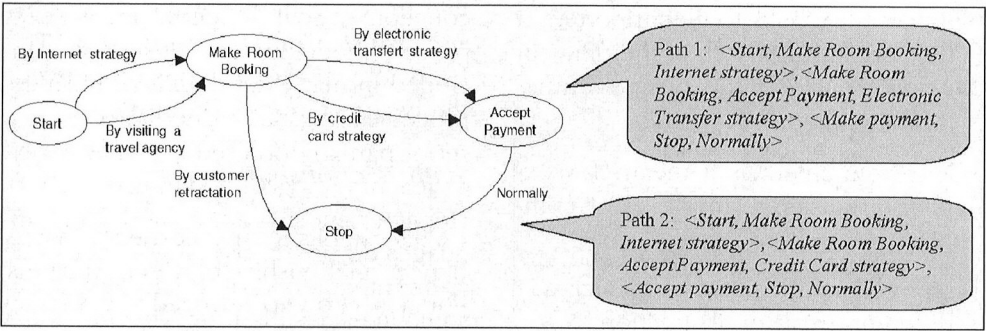 By Internet strategy
Make Room
Booking
By electronic
transfert strategy
Start
By visiting a
travel agency
By credit
card strategy
Accept
Payment
By customer
retractation
Normally
Stop
Path 1: <Start, Make Room Booking,
Internet strategy>,<Make Room
Booking, Accept Payment, Electronic
Transfer strategy>, <Make payment,
Stop, Normally>
Path 2: <Start, Make Room Booking,
Internet strategy>,<Make Room Booking,
Accept Payment, Credit Card strategy>,
<Accept payment, Stop, Normally>